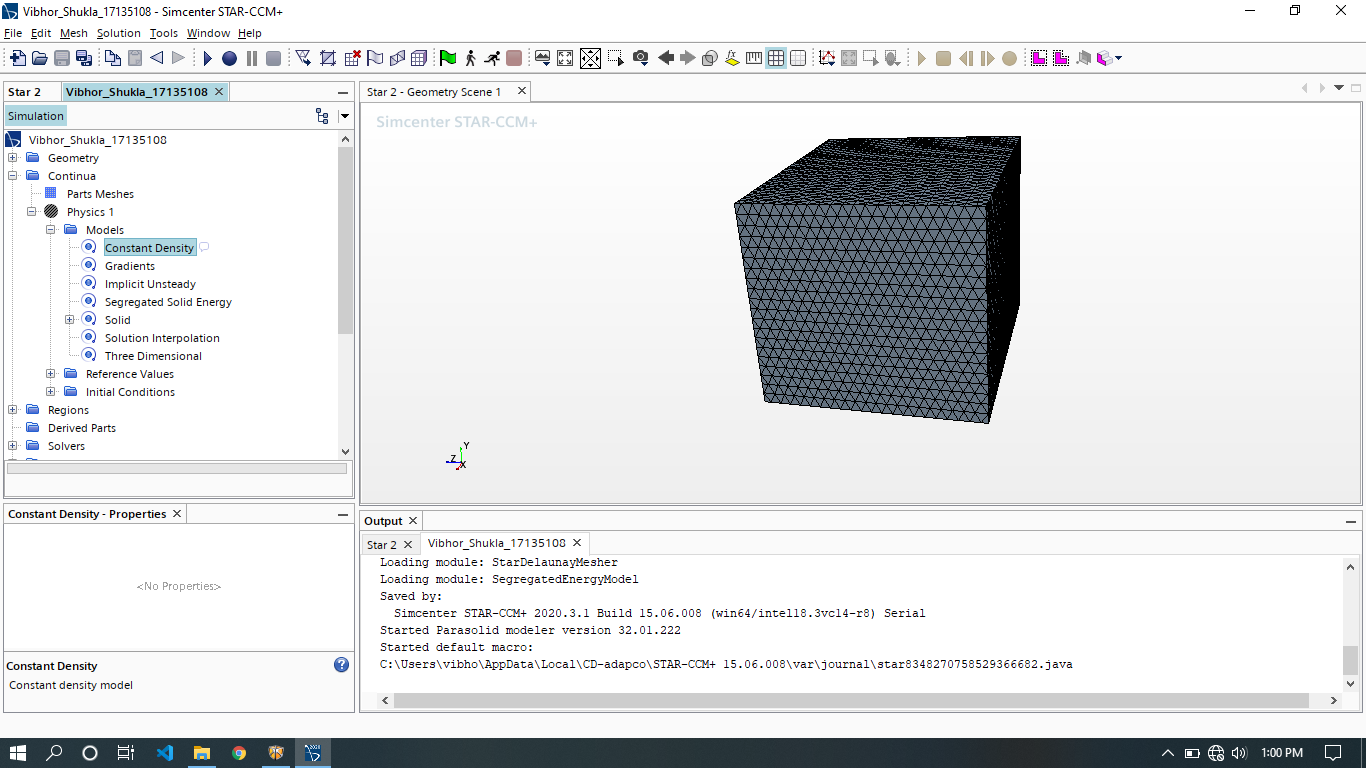 Vibhor_Shukla_17135108 - Simcenter STAR-CCM+
File Edit Mesh Solution Tools Window Help
Star 2
Vibhor_Shukla_17135108
Simulation
Vibhor_Shukla_17135108
Geometry
Continua
Parts Meshes
Physics 1
Models
Constant Density
Gradients
Implicit Unsteady
Segregated Solid Energy
Solid
Solution Interpolation
Three Dimensional
Reference Values
Initial Conditions
Regions
Derived Parts
Solvers
Constant Density - Properties
<No Properties>
Constant Density
Constant density model
Star 2 - Geometry Scene 1
Simcenter STAR-CCM+
Y
Z
X
Output
Star 2
Vibhor_Shukla_17135108
Loading module: StarDelaunayMesher
Loading module: SegregatedEnergyModel
Saved by:
Simcenter STAR-CCM+ 2020.3.1 Build 15.06.008 (win64/intel18.3vc14-r8) Serial
Started Parasolid modeler version 32.01.222
Started default macro:
C:\Users\vibho\AppData\Local\CD-adapco\STAR-CCM+ 15.06.008\var\journal\star8348270758529366682.java
1:00 PM